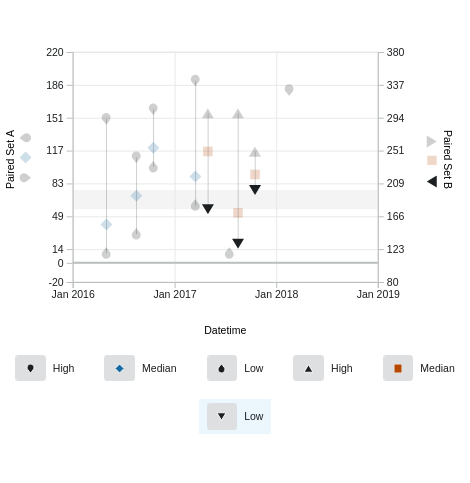 220
380
186
337
151
294
117
251
83
209
49
166
14
123
0
-20
80
Paired Set A
Paired Set B
Jan 2016
Jan 2017
Jan 2018
Jan 2019
Datetime
High
Median
Low
High
Median
Low